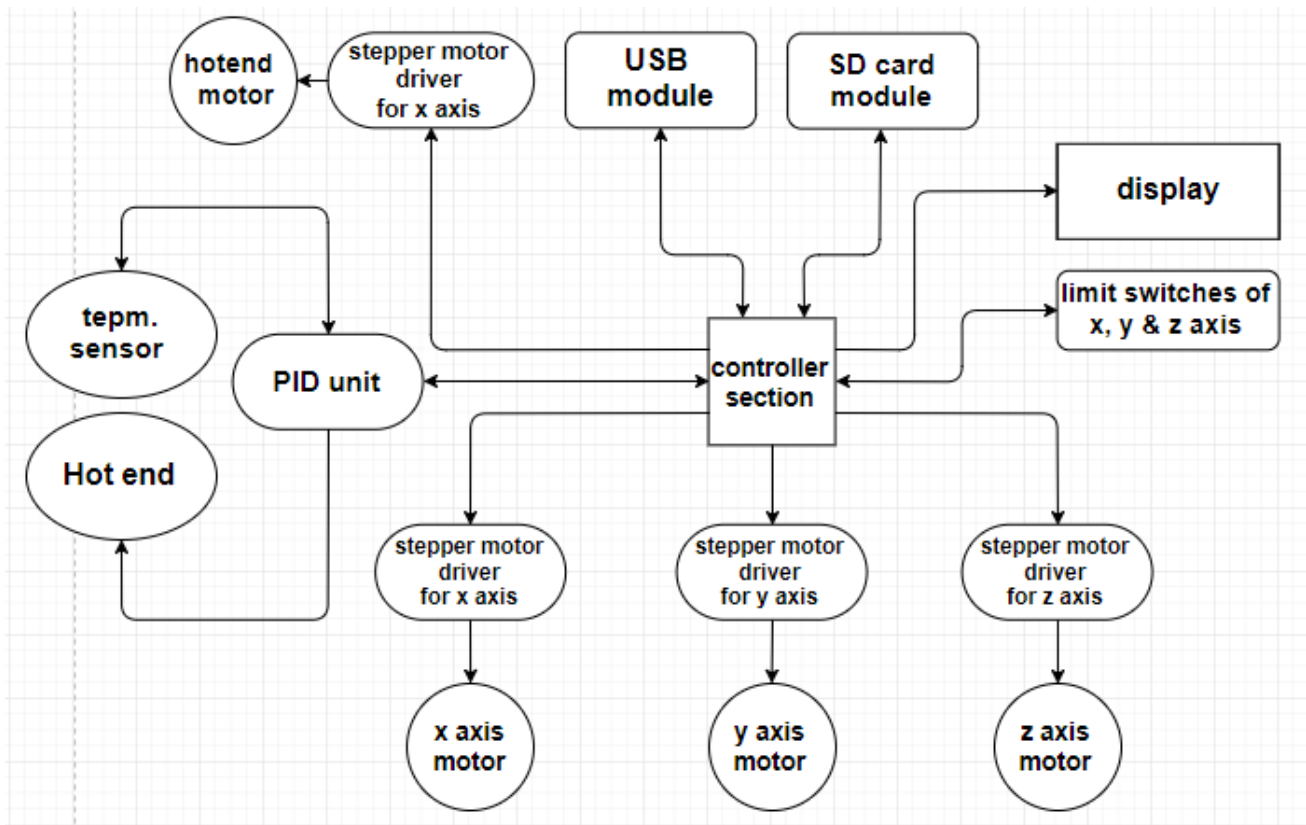 hotend
motor
stepper motor
driver
for x axis
USB
module
SD card
module
display
limit switches of
x, y & z axis
tepm.
sensor
PID unit
controller
section
Hot end
stepper motor
driver
for x axis
stepper motor
driver
for y axis
stepper motor
driver
for z axis
x axis
motor
y axis
motor
z axis
motor